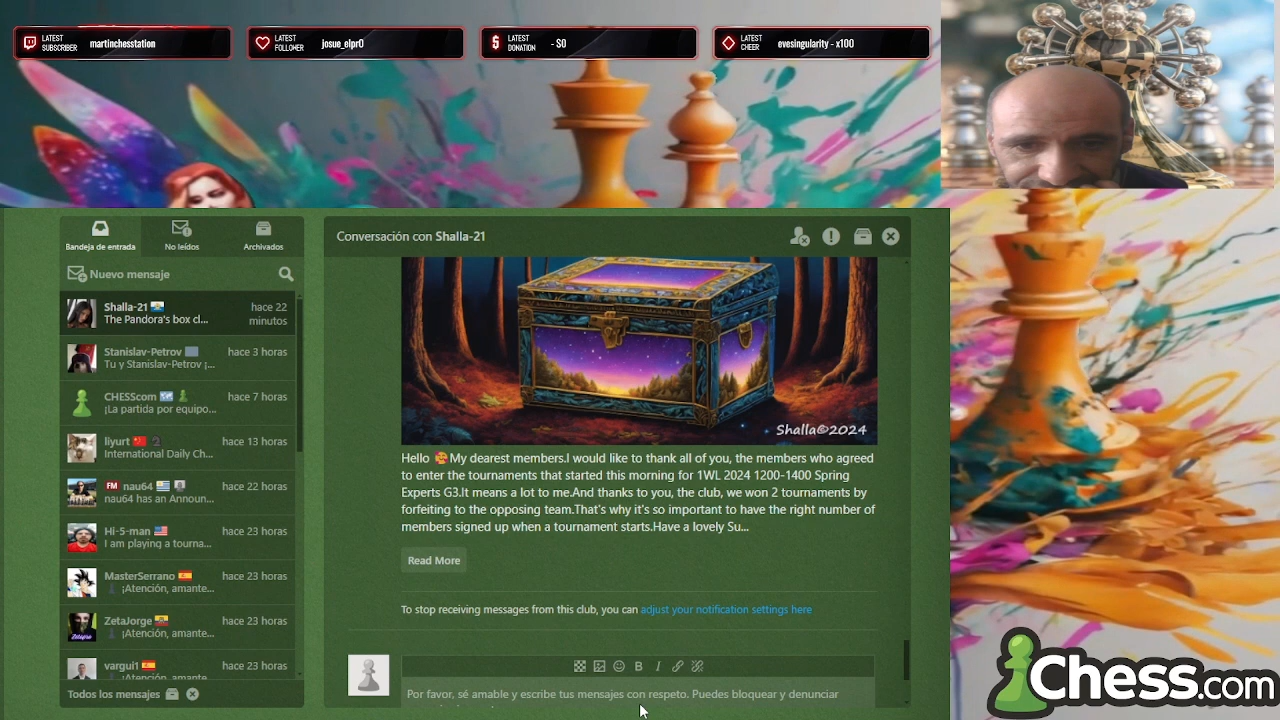 LATEST SUBSCRIBER martinchesstation
LATEST FOLLOWER josue_elpr0
LATEST DONATION - $0
LATEST CHEER evesingularity - x100
Bandeja de entrada
No leídos
Archivados
Nuevo mensaje
Shalla-21 hace 22 minutos
The Pandora's box cl...
Stanislav-Petrov hace 3 horas
Tu y Stanislav-Petrov ¡...
CHESScom hace 7 horas
¡La partida por equipo...
liyurt hace 13 horas
International Daily Ch...
FM nau64 hace 22 horas
nau64 has an Announ...
Hi-5-man hace 23 horas
I am playing a tourna...
MasterSerrano hace 23 horas
¡Atención, amante...
ZetaJorge hace 23 horas
¡Atención, amante...
vargui1 hace 23 horas
Todos los mensajes
Conversación con Shalla-21
Shalla©2024
Hello 🥰My dearest members.I would like to thank all of you, the members who agreed
to enter the tournaments that started this morning for 1WL 2024 1200-1400 Spring
Experts G3.It means a lot to me.And thanks to you, the club, we won 2 tournaments by
forfeiting to the opposing team.That's why it's so important to have the right number of
members signed up when a tournament starts.Have a lovely Su...
Read More
To stop receiving messages from this club, you can adjust your notification settings here
B I
Por favor, sé amable y escribe tus mensajes con respeto. Puedes bloquear y denunciar
Chess.com